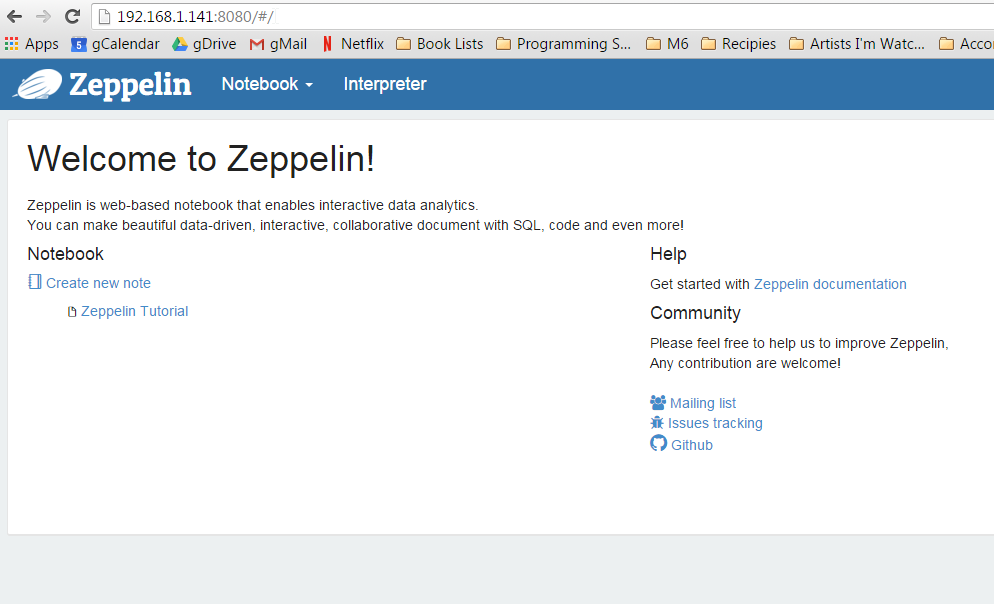 192.168.1.141:8080/#/
Apps 5 gCalendar gDrive gMail Netflix Book Lists Programming S... M6 Recipies Artists I'm Watc... Acco
Zeppelin Notebook Interpreter
Welcome to Zeppelin!
Zeppelin is web-based notebook that enables interactive data analytics.
You can make beautiful data-driven, interactive, collaborative document with SQL, code and even more!
Notebook
Create new note
Zeppelin Tutorial
Help
Get started with Zeppelin documentation
Community
Please feel free to help us to improve Zeppelin,
Any contribution are welcome!
Mailing list
Issues tracking
Github